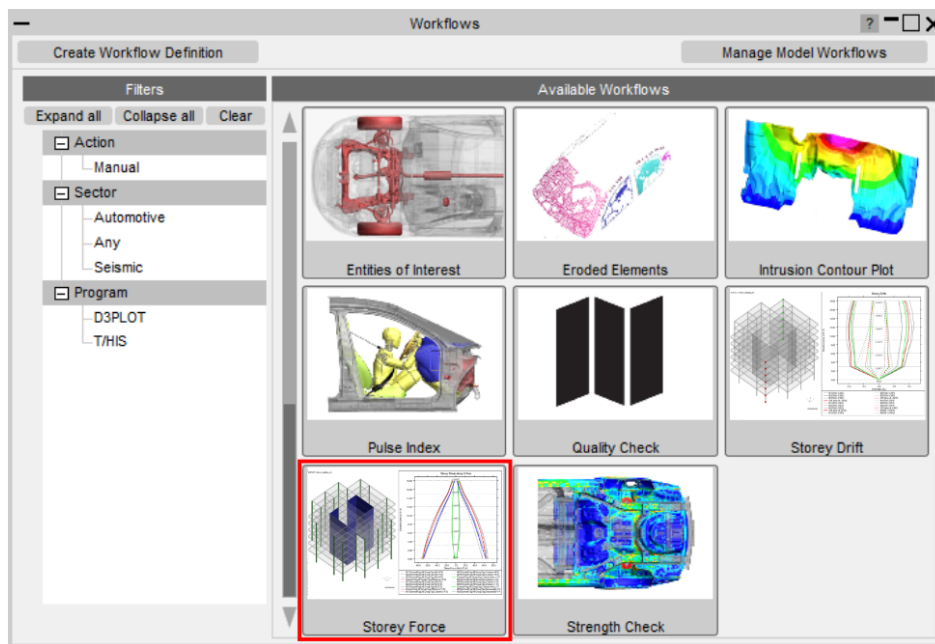 Workflows
?
Create Workflow Definition
Manage Model Workflows
Filters
Available Workflows
Expand all
Collapse all
Clear
Action
Manual
Sector
Automotive
Any
Seismic
Program
D3PLOT
T/HIS
Entities of Interest
Eroded Elements
Intrusion Contour Plot
Pulse Index
Quality Check
Storey Drift
Storey Force
Strength Check